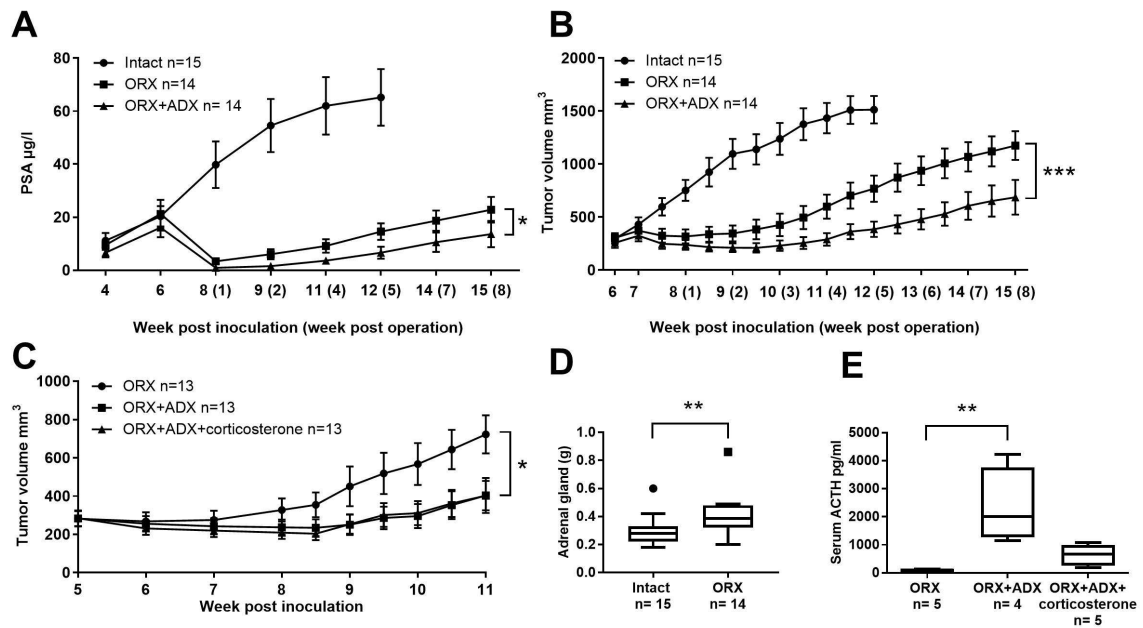 A
80
60
40
20
0
PSA µg/l
Intact n=15
ORX n=14
ORX+ADX n= 14
*
4 6 8 (1) 9 (2) 11 (4) 12 (5) 14 (7) 15 (8)
Week post inoculation (week post operation)
B
2000
1500
1000
500
0
Tumor volume mm³
Intact n=15
ORX n=14
ORX+ADX n=14
***
6 7 8 (1) 9 (2) 10 (3) 11 (4) 12 (5) 13 (6) 14 (7) 15 (8)
Week post inoculation (week post operation)
C
1000
800
600
400
200
0
Tumor volume mm³
ORX n=13
ORX+ADX n=13
ORX+ADX+corticosterone n=13
*
5 6 7 8 9 10 11
Week post inoculation
D
**
1.0
0.8
0.6
0.4
0.2
0.0
Adrenal gland (g)
Intact ORX
n= 15 n= 14
E
**
5000
4000
3000
2000
1000
0
Serum ACTH pg/ml
ORX ORX+ADX ORX+ADX+
n= 5 n= 4 corticosterone
n= 5